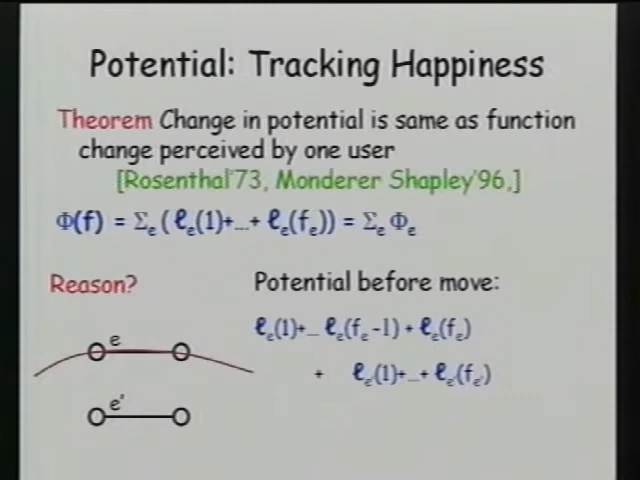 Potential: Tracking Happiness
Theorem Change in potential is same as function
change perceived by one user
[Rosenthal'73, Monderer Shapley'96,]
Φ(f) = Σₑ ( ℓₑ(1)+…+ ℓₑ(fₑ)) = Σₑ Φₑ
Reason?
Potential before move:
e
ℓₑ(1)+… ℓₑ(fₑ -1) + ℓₑ(fₑ)
+ ℓₑ'(1)+…+ ℓₑ'(fₑ')
e'